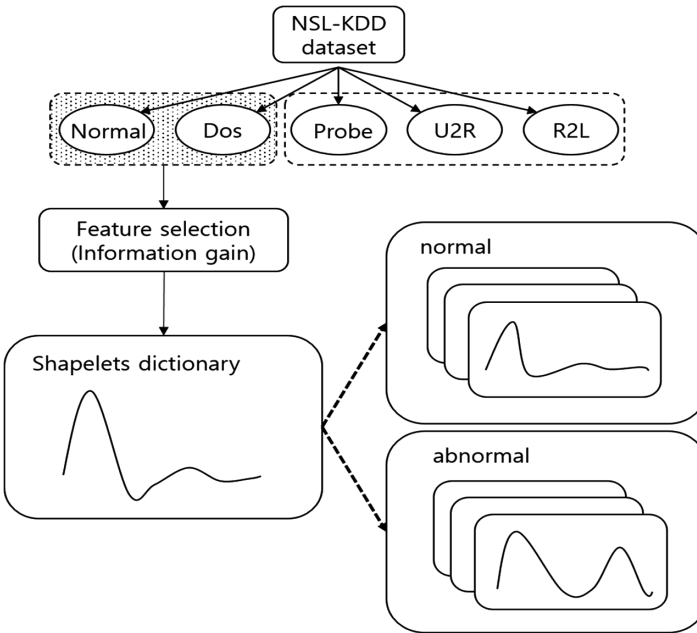 NSL-KDD
dataset
Normal
Dos
Probe
U2R
R2L
Feature selection
(Information gain)
normal
Shapelets dictionary
abnormal